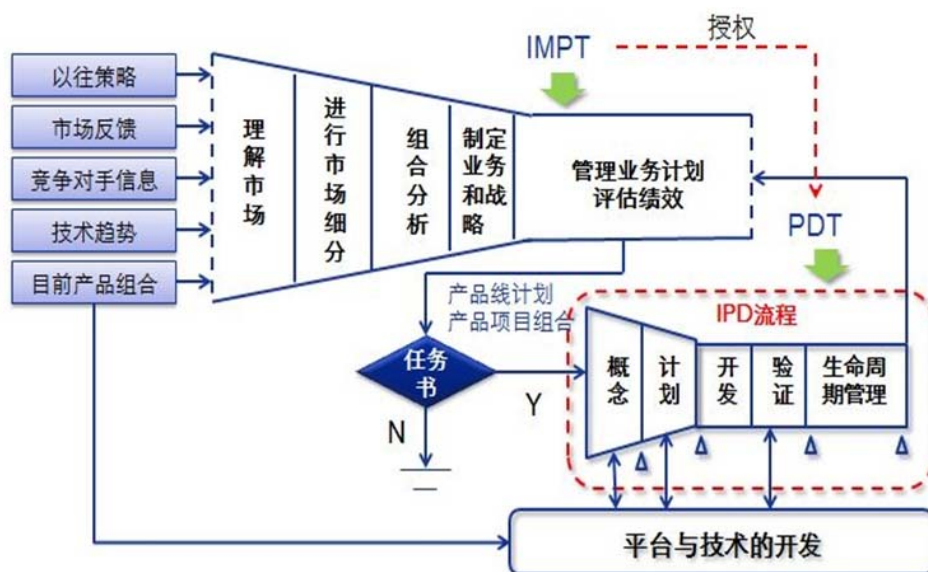 IMPT
授权
以往策略
市场反馈
竞争对手信息
技术趋势
目前产品组合
理解市场
进行市场细分
组合分析
制定
业务
和战
略
管理业务计划
评估绩效
PDT
产品线计划
产品项目组合
IPD流程
任务
书
Y
N
概念
计划
开发
验证
生命周
期管理
平台与技术的开发